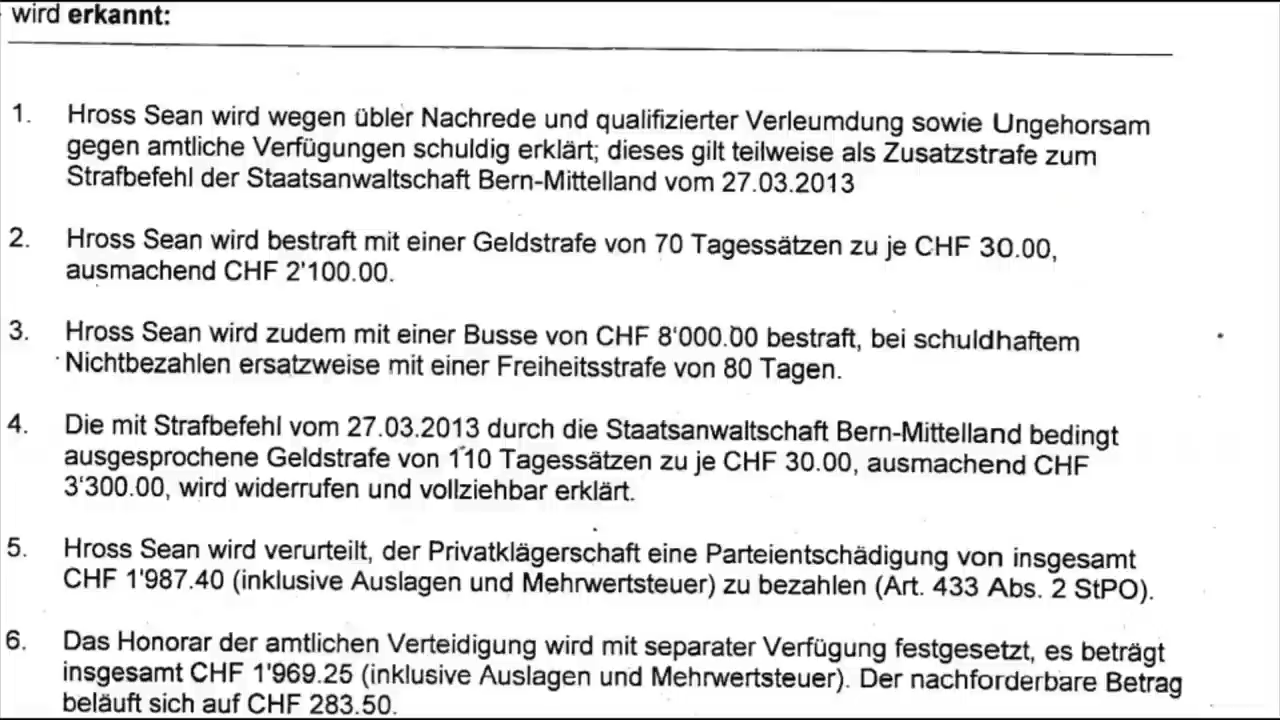 wird erkannt:
1. Hross Sean wird wegen übler Nachrede und qualifizierter Verleumdung sowie Ungehorsam
gegen amtliche Verfügungen schuldig erklärt; dieses gilt teilweise als Zusatzstrafe zum
Strafbefehl der Staatsanwaltschaft Bern-Mittelland vom 27.03.2013
2. Hross Sean wird bestraft mit einer Geldstrafe von 70 Tagessätzen zu je CHF 30.00,
ausmachend CHF 2'100.00.
3. Hross Sean wird zudem mit einer Busse von CHF 8'000.00 bestraft, bei schuldhaftem
Nichtbezahlen ersatzweise mit einer Freiheitsstrafe von 80 Tagen.
4. Die mit Strafbefehl vom 27.03.2013 durch die Staatsanwaltschaft Bern-Mittelland bedingt
ausgesprochene Geldstrafe von 110 Tagessätzen zu je CHF 30.00, ausmachend CHF
3'300.00, wird widerrufen und vollziehbar erklärt.
5. Hross Sean wird verurteilt, der Privatklägerschaft eine Parteientschädigung von insgesamt
CHF 1'987.40 (inklusive Auslagen und Mehrwertsteuer) zu bezahlen (Art. 433 Abs. 2 StPO).
6. Das Honorar der amtlichen Verteidigung wird mit separater Verfügung festgesetzt, es beträgt
insgesamt CHF 1'969.25 (inklusive Auslagen und Mehrwertsteuer). Der nachforderbare Betrag
beläuft sich auf CHF 283.50.